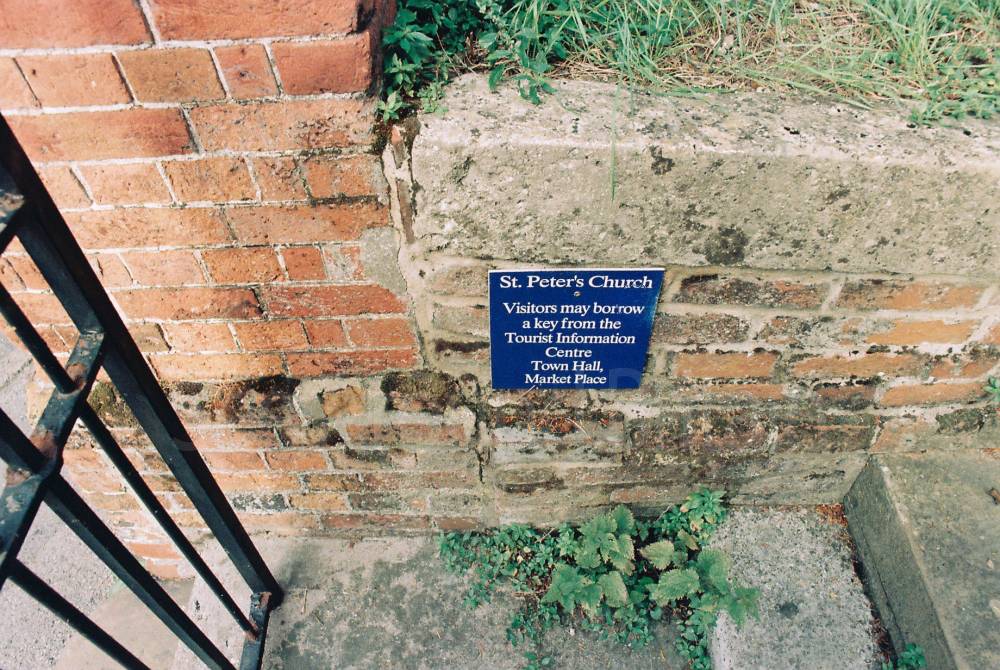 St. Peter's Church
Visitors may borrow
a key from the
Tourist Information
Centre
Town Hall,
Market Place